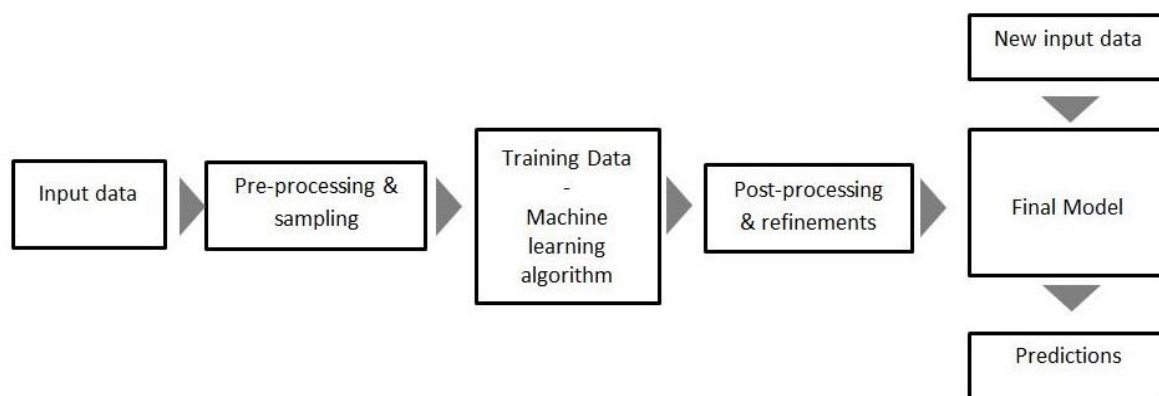 New input data
Input data
Pre-processing &
sampling
Training Data
-
Machine
learning
algorithm
Post-processing
& refinements
Final Model
Predictions